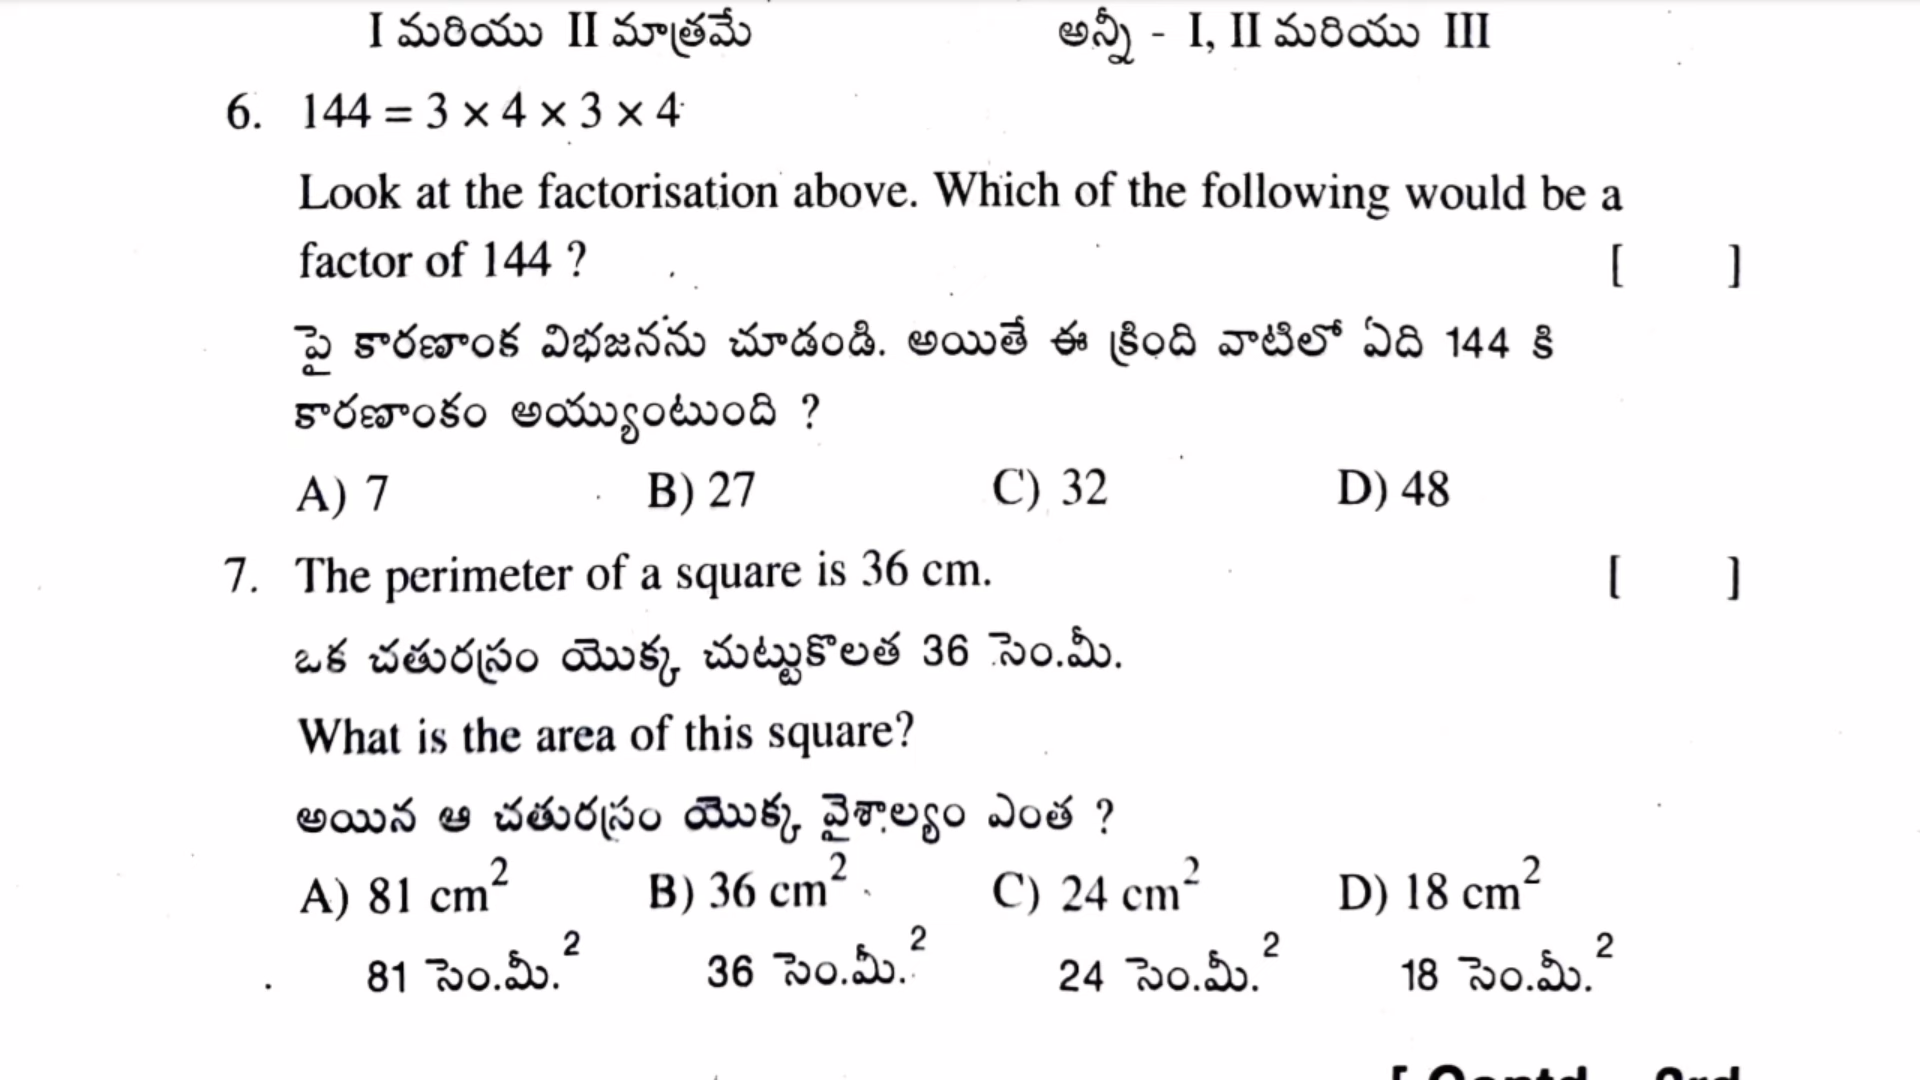 I మరియు II మాత్రమే అన్నీ - I, II మరియు III
6. 144 = 3 × 4 × 3 × 4
Look at the factorisation above. Which of the following would be a
factor of 144 ? [ ]
పై కారణాంక విభజనను చూడండి. అయితే ఈ క్రింది వాటిలో ఏది 144 కి
కారణాంకం అయ్యుంటుంది ?
A) 7 B) 27 C) 32 D) 48
7. The perimeter of a square is 36 cm. [ ]
ఒక చతురస్రం యొక్క చుట్టుకొలత 36 సెం.మీ.
What is the area of this square?
అయిన ఆ చతురస్రం యొక్క వైశాల్యం ఎంత ?
A) 81 cm² B) 36 cm² C) 24 cm² D) 18 cm²
81 సెం.మీ.² 36 సెం.మీ.² 24 సెం.మీ.² 18 సెం.మీ.²